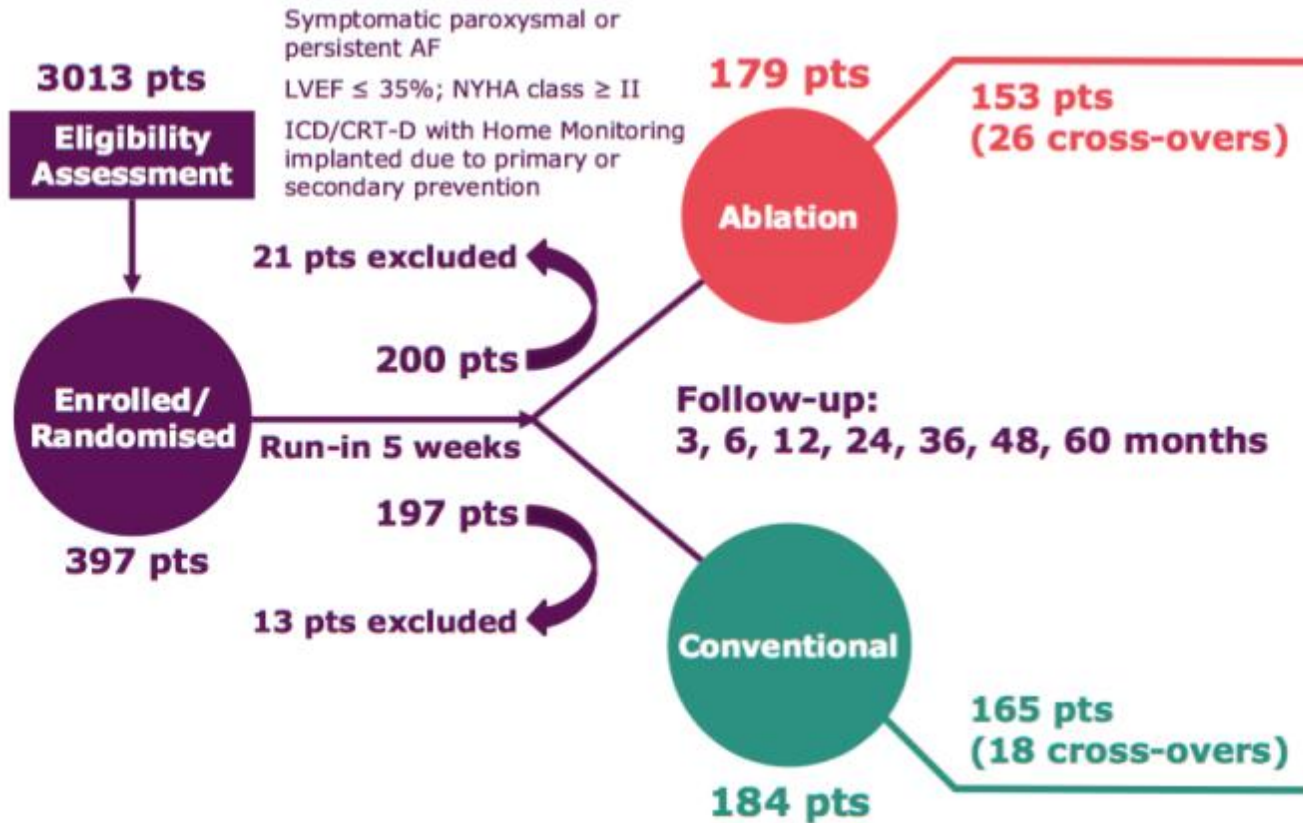 3013 pts
Eligibility
Assessment
Symptomatic paroxysmal or
persistent AF
LVEF ≤ 35%; NYHA class ≥ II
ICD/CRT-D with Home Monitoring
implanted due to primary or
secondary prevention
21 pts excluded
200 pts
Enrolled/
Randomised
397 pts
Run-in 5 weeks
197 pts
13 pts excluded
179 pts
Ablation
153 pts
(26 cross-overs)
Follow-up:
3, 6, 12, 24, 36, 48, 60 months
Conventional
184 pts
165 pts
(18 cross-overs)